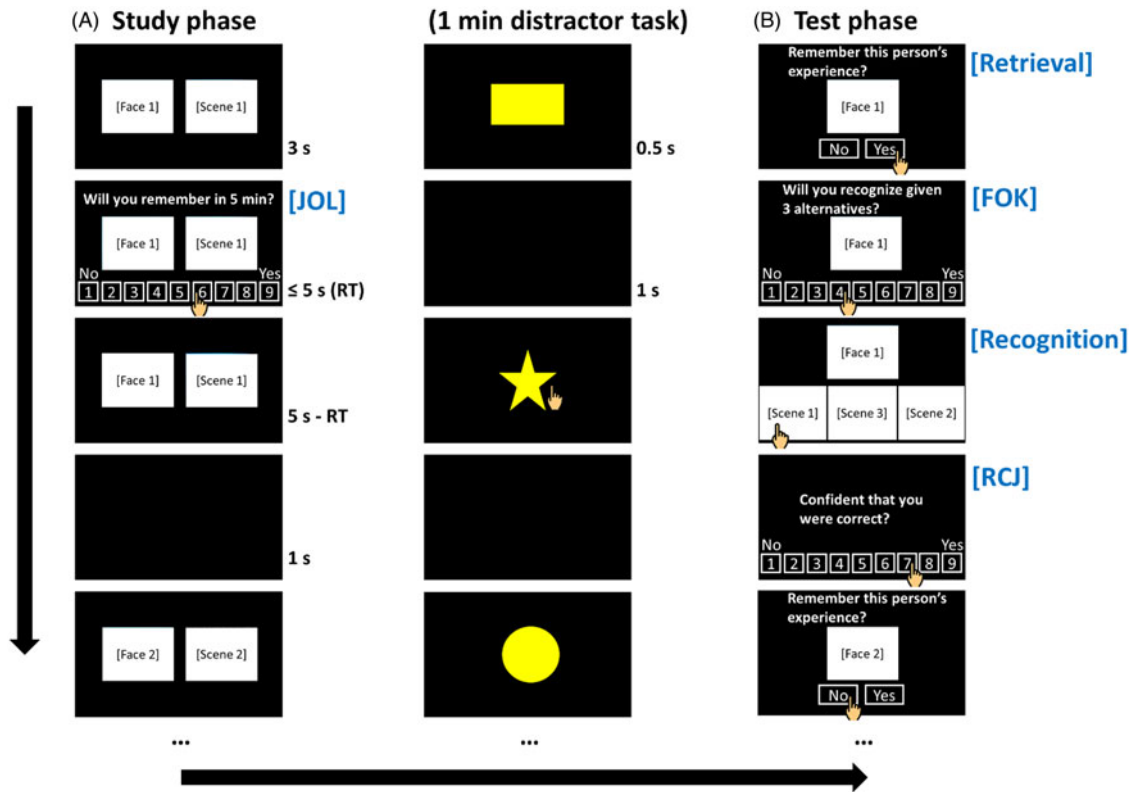 (A) Study phase
[Face 1] [Scene 1]
3 s
Will you remember in 5 min?
[JOL]
[Face 1] [Scene 1]
No Yes
1 2 3 4 5 6 7 8 9
≤ 5 s (RT)
[Face 1] [Scene 1]
5 s - RT
1 s
[Face 2] [Scene 2]
...
(1 min distractor task)
0.5 s
1 s
...
(B) Test phase
Remember this person's
experience?
[Retrieval]
[Face 1]
No Yes
Will you recognize given
3 alternatives?
[FOK]
[Face 1]
No Yes
1 2 3 4 5 6 7 8 9
[Recognition]
[Face 1]
[Scene 1] [Scene 3] [Scene 2]
[RCJ]
Confident that you
were correct?
No Yes
1 2 3 4 5 6 7 8 9
Remember this person's
experience?
[Face 2]
No Yes
...